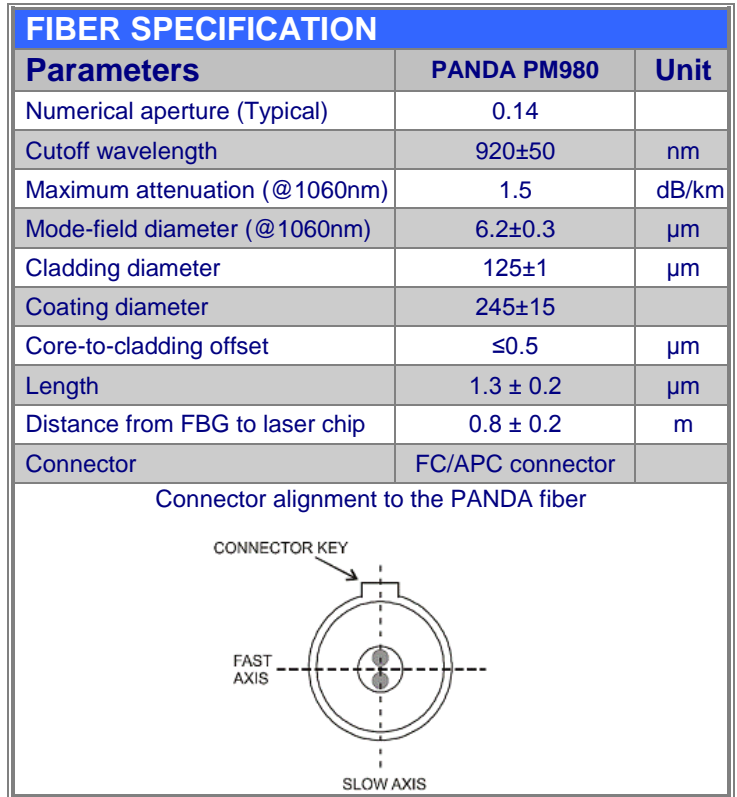 FIBER SPECIFICATION
Parameters PANDA PM980 Unit
Numerical aperture (Typical) 0.14
Cutoff wavelength 920±50 nm
Maximum attenuation (@1060nm) 1.5 dB/km
Mode-field diameter (@1060nm) 6.2±0.3 µm
Cladding diameter 125±1 µm
Coating diameter 245±15
Core-to-cladding offset ≤0.5 µm
Length 1.3 ± 0.2 µm
Distance from FBG to laser chip 0.8 ± 0.2 m
Connector FC/APC connector
Connector alignment to the PANDA fiber
CONNECTOR KEY
FAST
AXIS
SLOW AXIS